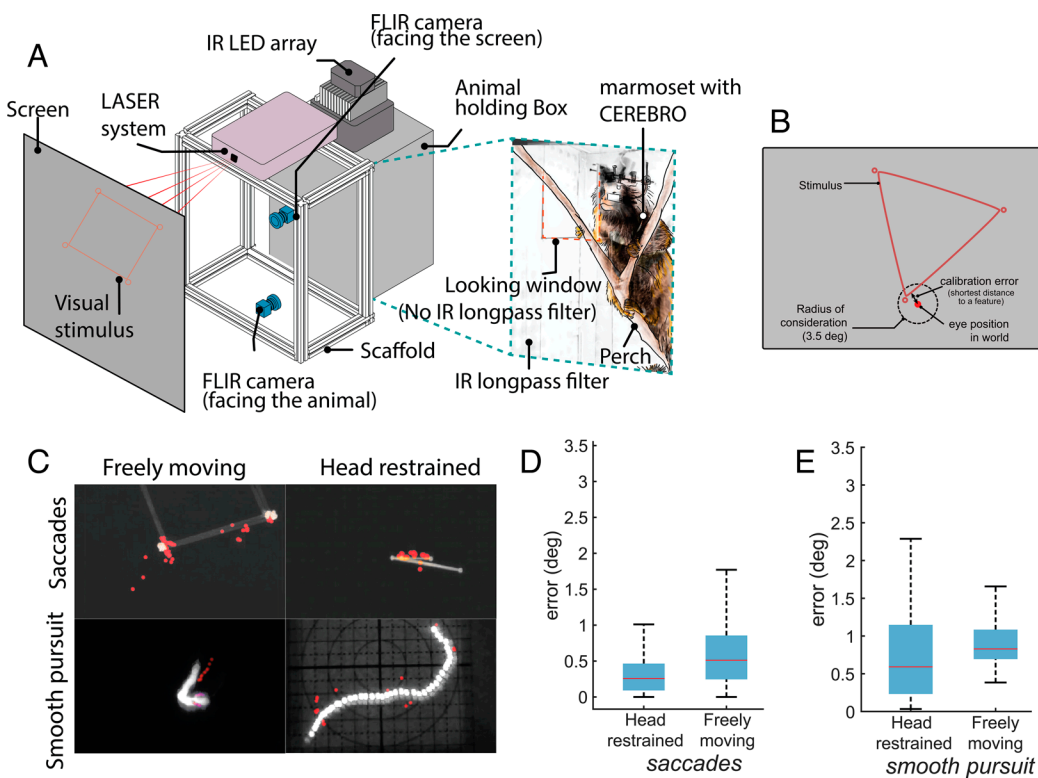 A
FLIR camera
(facing the screen)
IR LED array
LASER
system
Screen
Animal
holding Box
marmoset with
CEREBRO
Visual
stimulus
Looking window
(No IR longpass filter)
Scaffold
Perch
FLIR camera
(facing the animal)
IR longpass filter
B
Stimulus
calibration error
(shortest distance
to a feature)
Radius of
consideration
(3.5 deg)
eye position
in world
C
Freely moving
Head restrained
Saccades
Smooth pursuit
D
error (deg)
3.5
3
2.5
2
1.5
1
0.5
0
Head
restrained
Freely
moving
saccades
E
error (deg)
3.5
3
2.5
2
1.5
1
0.5
0
Head
restrained
Freely
moving
smooth pursuit